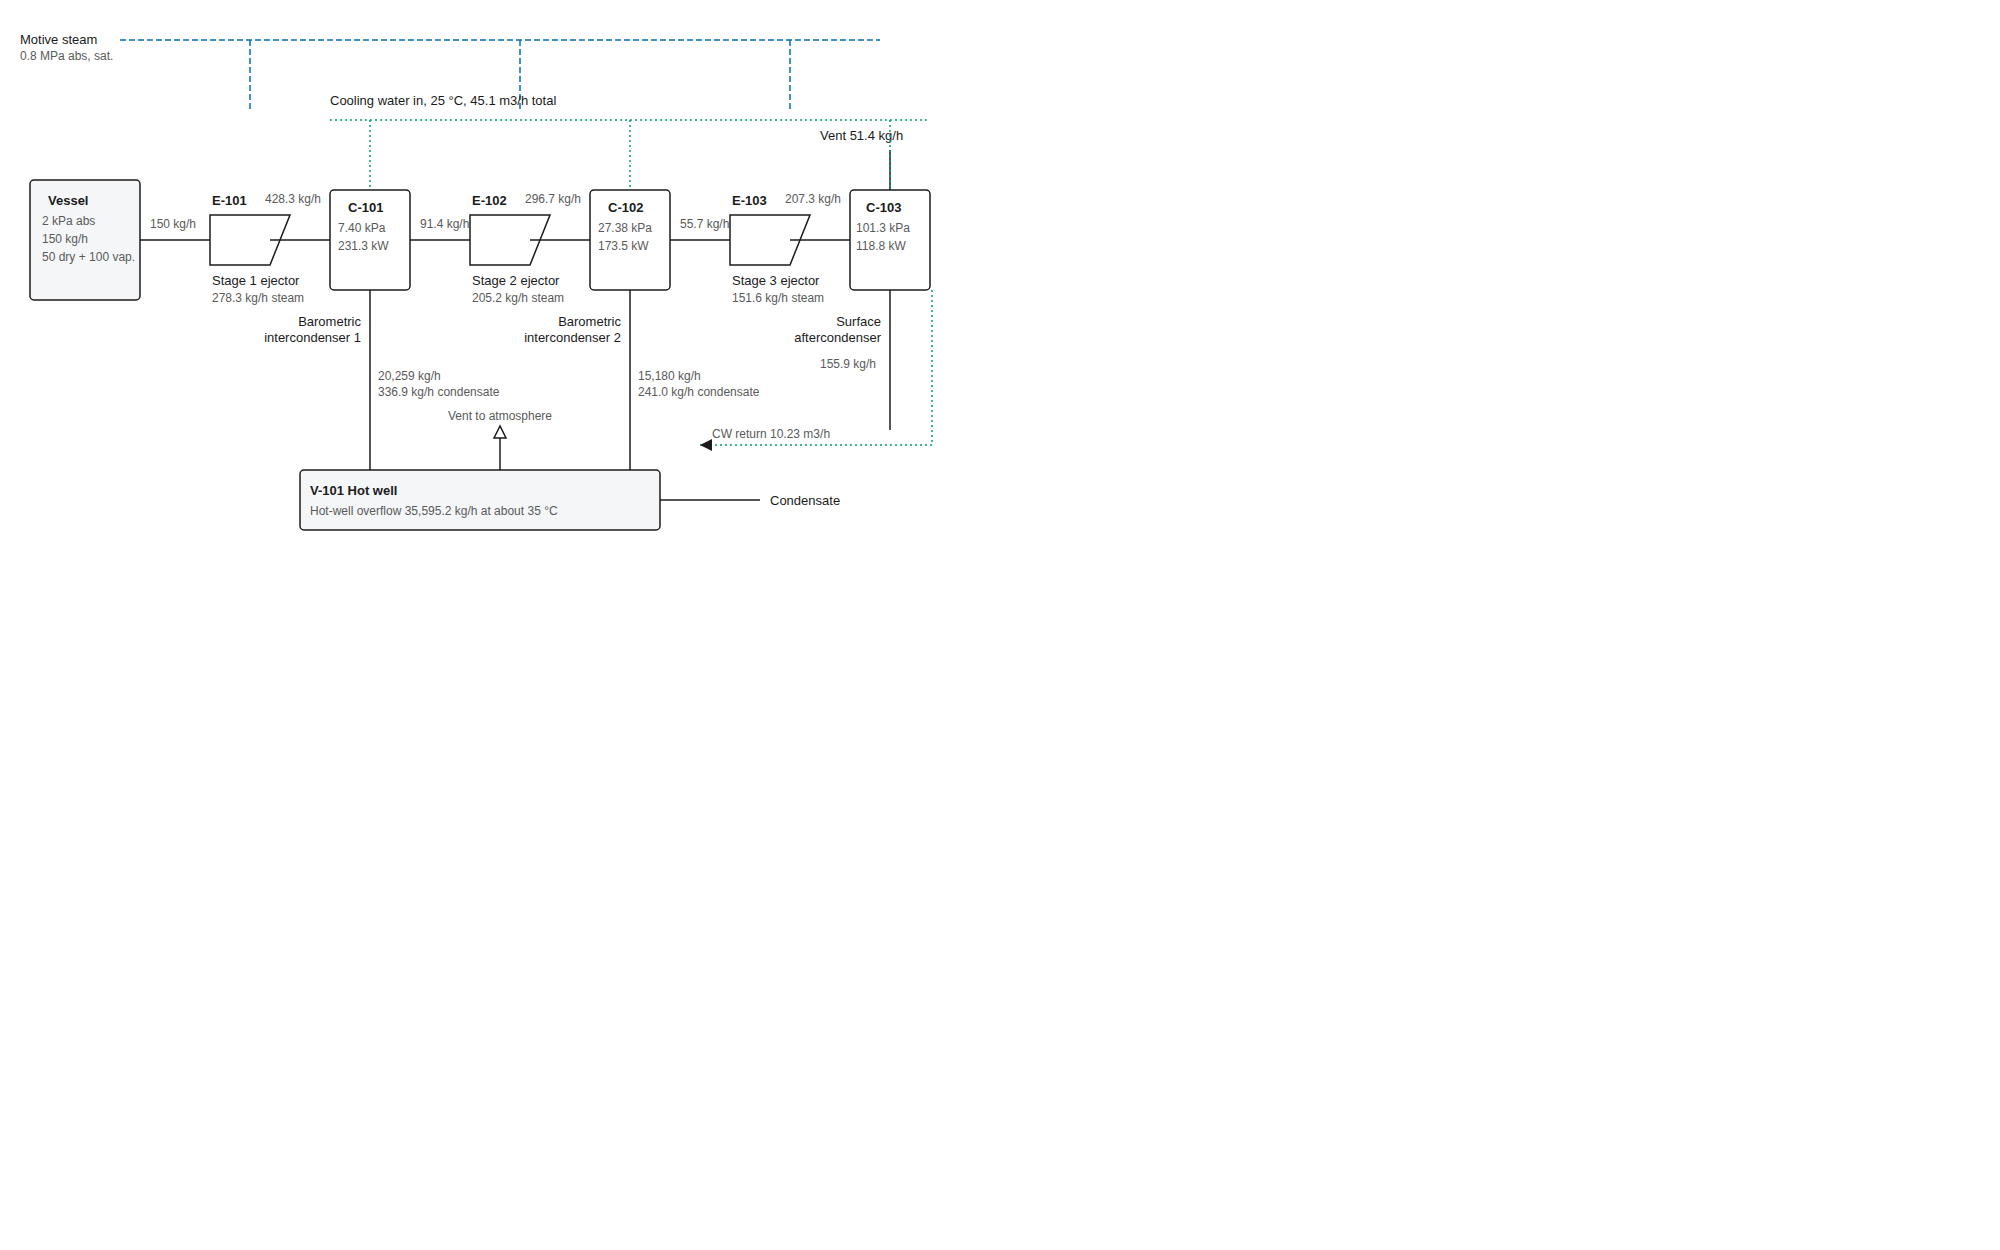 Motive steam
0.8 MPa abs, sat.
Cooling water in, 25 °C, 45.1 m3/h total
Vent 51.4 kg/h
Vessel
2 kPa abs
150 kg/h
50 dry + 100 vap.
150 kg/h
E-101
428.3 kg/h
Stage 1 ejector
278.3 kg/h steam
C-101
7.40 kPa
231.3 kW
Barometric
intercondenser 1
91.4 kg/h
E-102
296.7 kg/h
Stage 2 ejector
205.2 kg/h steam
C-102
27.38 kPa
173.5 kW
Barometric
intercondenser 2
55.7 kg/h
E-103
207.3 kg/h
Stage 3 ejector
151.6 kg/h steam
C-103
101.3 kPa
118.8 kW
Surface
aftercondenser
155.9 kg/h
20,259 kg/h
336.9 kg/h condensate
15,180 kg/h
241.0 kg/h condensate
Vent to atmosphere
CW return 10.23 m3/h
V-101 Hot well
Hot-well overflow 35,595.2 kg/h at about 35 °C
Condensate